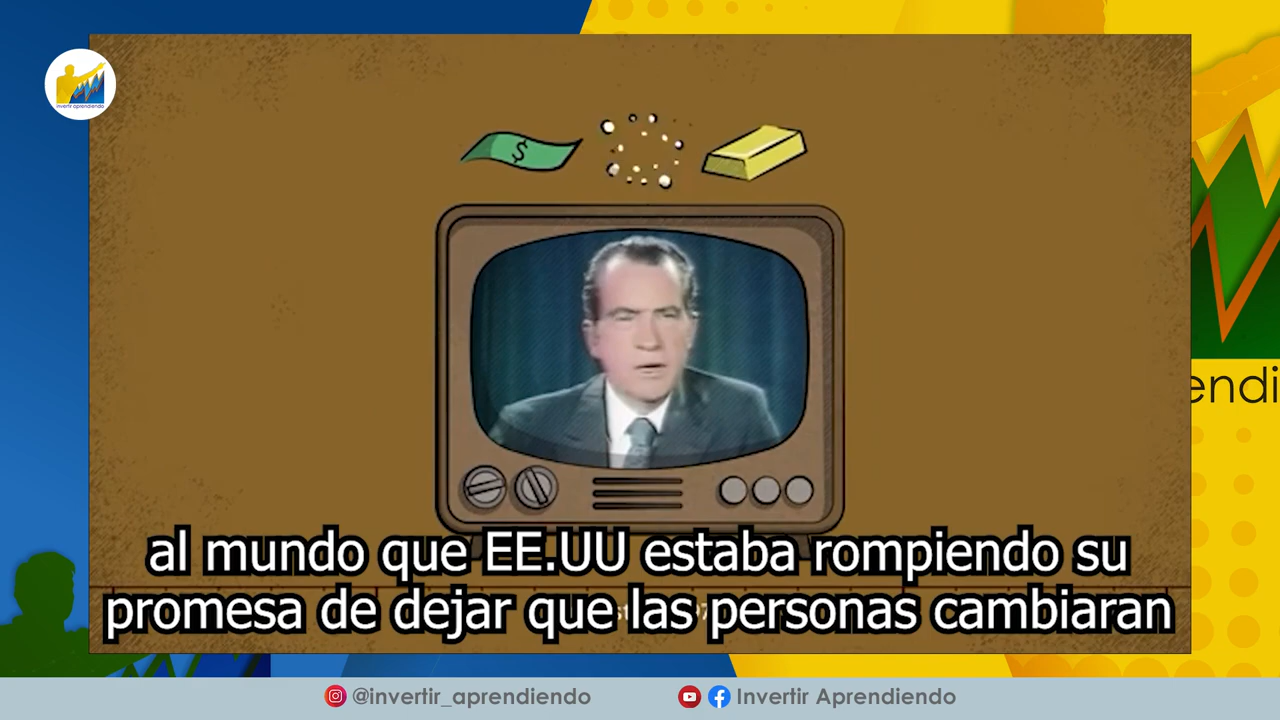 invertir aprendiendo
$
endi
al mundo que EE.UU estaba rompiendo su
promesa de dejar que las personas cambiaran
@invertir_aprendiendo
Invertir Aprendiendo